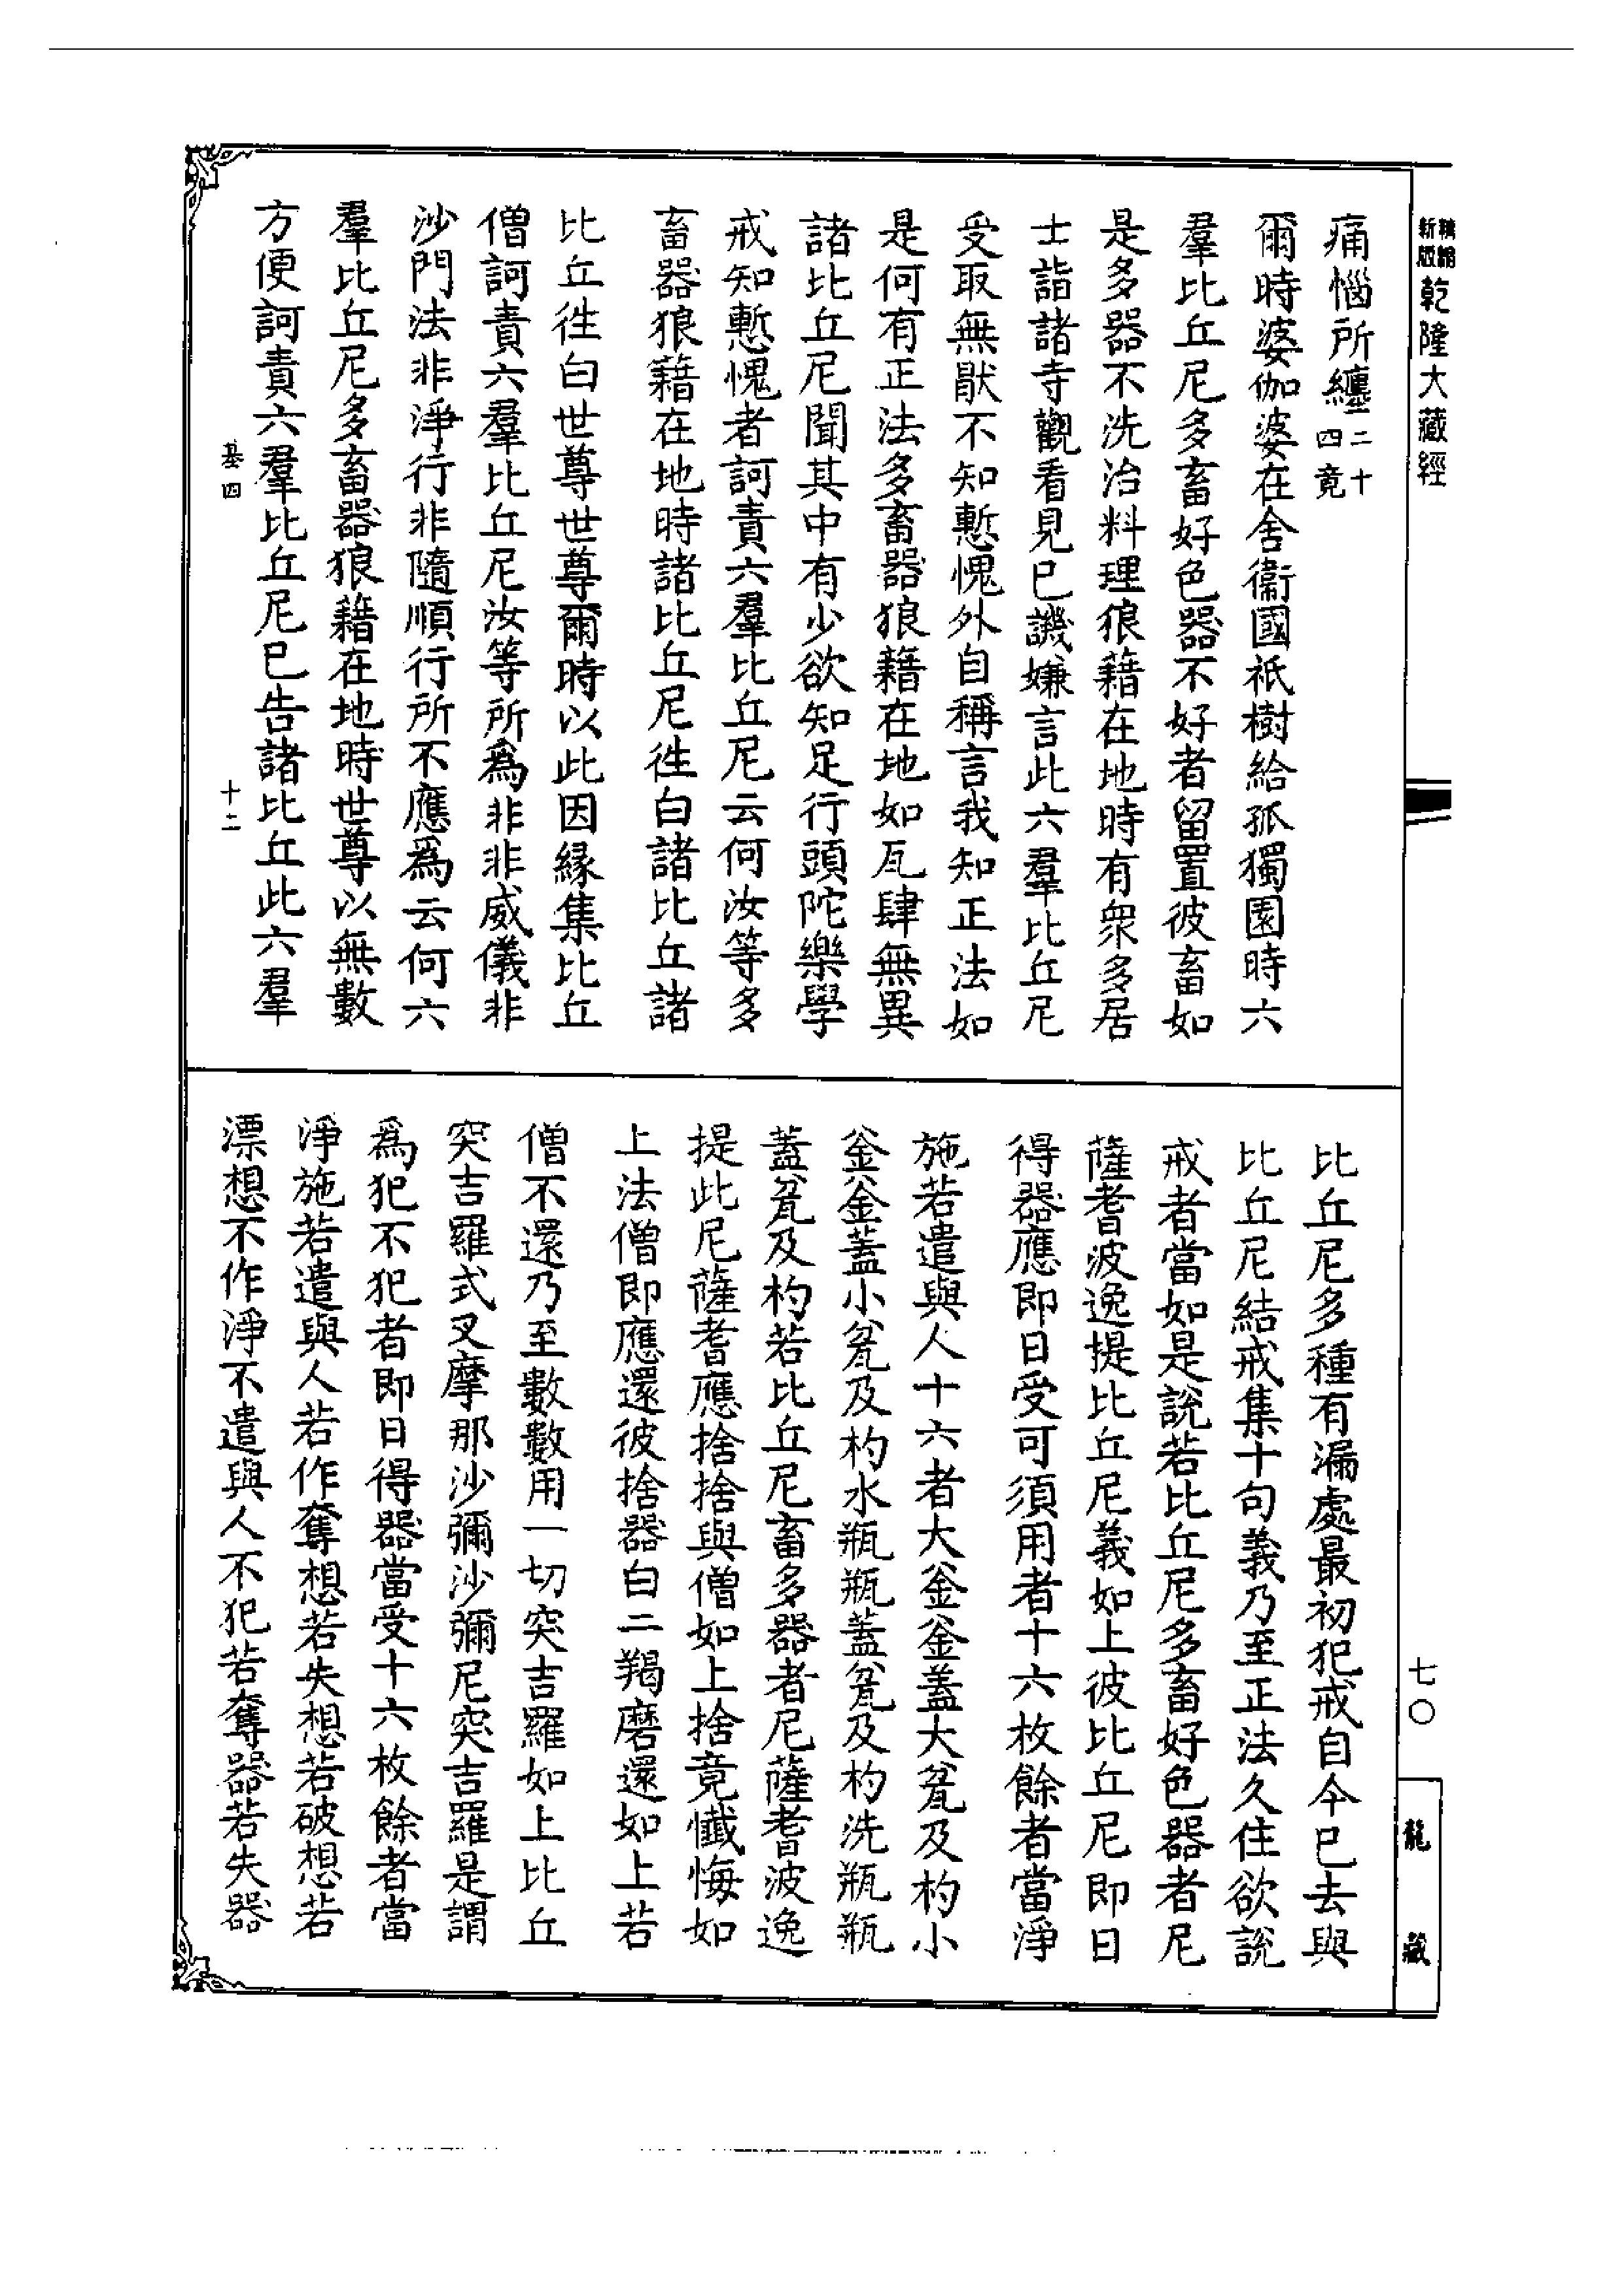 新版
精縮
乾隆大藏經
痛惱所纏二十四竟
爾時婆伽婆在舍衞國祇樹給孤獨園時六
羣比丘尼多畜好色器不好者留置彼畜如
是多器不洗治料理狼藉在地時有衆多居
士詣諸寺觀看見巳譏嫌言此六羣比丘尼
受取無猒不知慙愧外自稱言我知正法如
是何有正法多畜器狼藉在地如瓦肆無異
諸比丘尼聞其中有少欲知足行頭陀樂學
戒知慙愧者訶責六羣比丘尼云何汝等多
畜器狼藉在地時諸比丘尼徃白諸比丘諸
比丘徃白世尊世尊爾時以此因緣集比丘
僧訶責六羣比丘尼汝等所爲非非威儀非
沙門法非淨行非隨順行所不應爲云何六
羣比丘尼多畜器狼藉在地時世尊以無數
方便訶責六羣比丘尼巳告諸比丘此六羣
基四
十二
比丘尼多種有漏處最初犯戒自今巳去與
比丘尼結戒集十句義乃至正法久住欲說
戒者當如是說若比丘尼多畜好色器者尼
薩耆波逸提比丘尼義如上彼比丘尼即日
得器應即日受可須用者十六枚餘者當淨
施若遣與人十六者大釜釜蓋大瓫及杓小
釜釜蓋小瓫及杓水瓶瓶蓋瓫及杓洗瓶瓶
蓋瓫及杓若比丘尼畜多器者尼薩耆波逸
提此尼薩耆應捨捨與僧如上捨竟懺悔如
上法僧即應還彼捨器白二羯磨還如上若
僧不還乃至數數用一切突吉羅如上比丘
突吉羅式叉摩那沙彌沙彌尼突吉羅是謂
爲犯不犯者即日得器當受十六枚餘者當
淨施若遣與人若作奪想若失想若破想若
漂想不作淨不遣與人不犯若奪器若失器
七〇
龍藏